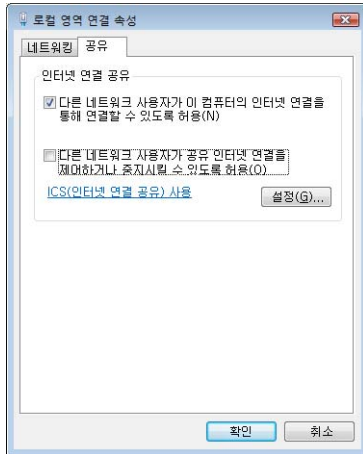 로컬 영역 연결 속성
네트워킹 공유
인터넷 연결 공유
다른 네트워크 사용자가 이 컴퓨터의 인터넷 연결을
통해 연결할 수 있도록 허용(N)
다른 네트워크 사용자가 공유 인터넷 연결을
제어하거나 중지시킬 수 있도록 허용(O)
ICS(인터넷 연결 공유) 사용
설정(G)...
확인 취소